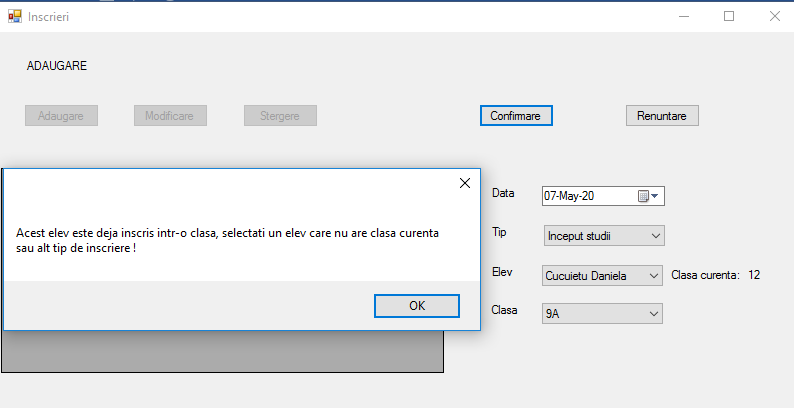 Inscrieri
ADAUGARE
Adaugare Modificare Stergere Confirmare Renuntare
Acest elev este deja inscris intr-o clasa, selectati un elev care nu are clasa curenta
sau alt tip de inscriere !
OK
Data 07-May-20
Tip Inceput studii
Elev Cucuietu Daniela Clasa curenta: 12
Clasa 9A